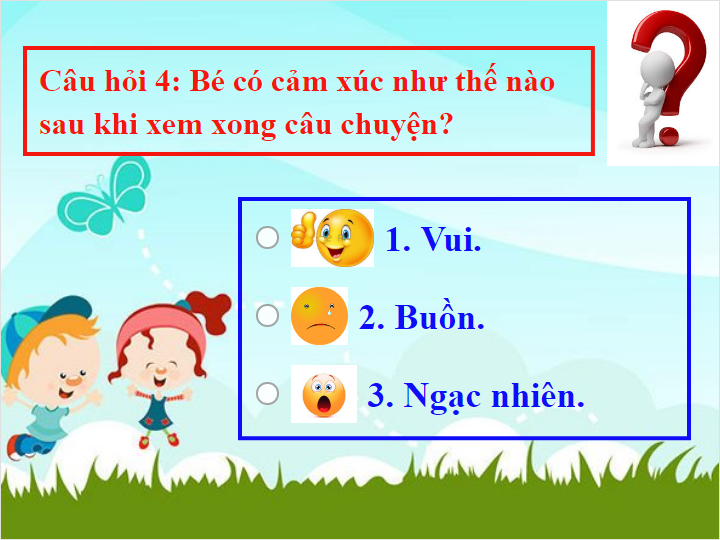 Câu hỏi 4: Bé có cảm xúc như thế nào
sau khi xem xong câu chuyện?
1. Vui.
2. Buồn.
3. Ngạc nhiên.